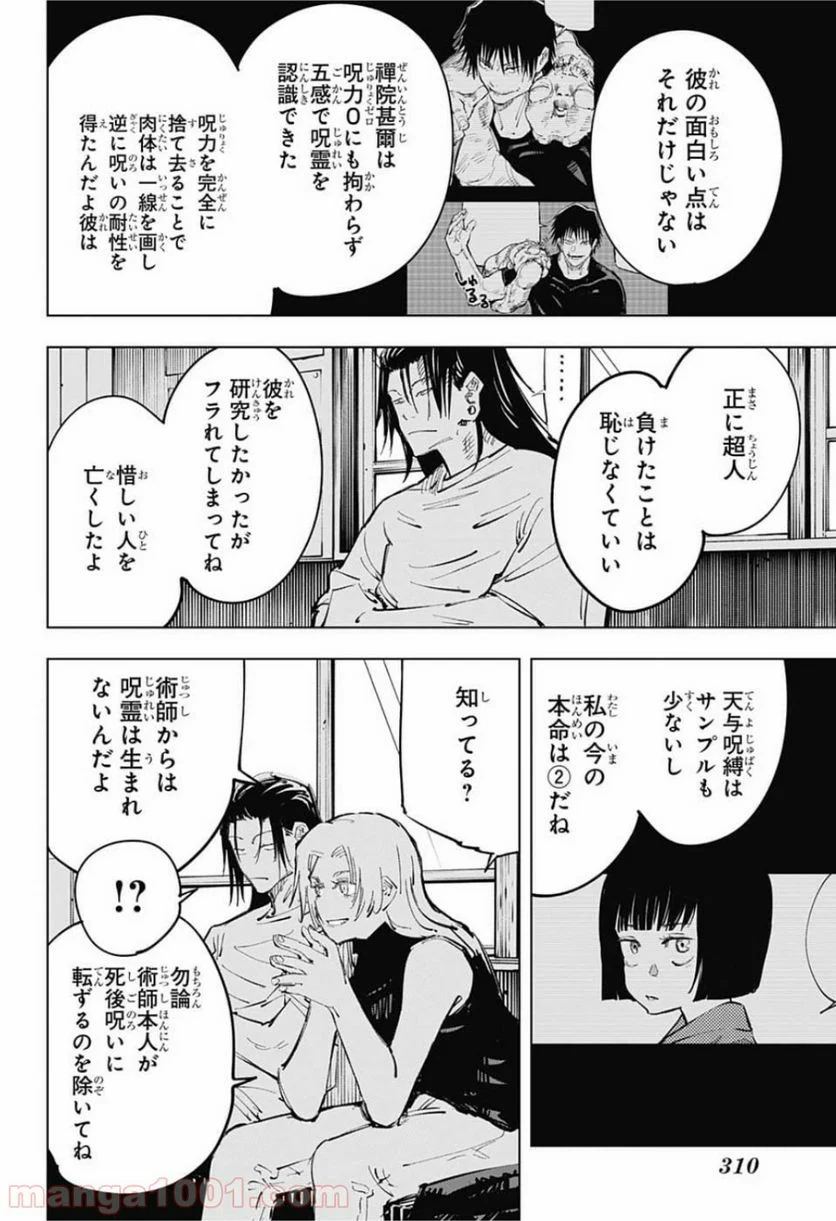 彼の面白い点は
それだけじゃない
禪院甚爾は
呪力0にも拘わらず
五感で呪霊を
認識できた
呪力を完全に
捨て去ることで
肉体は一線を画し
逆に呪いの耐性を
得たんだよ彼は
しゅるる
正に超人
負けたことは
恥じなくていい
……
彼を
研究したかったが
フラれてしまってね
惜しい人を
亡くしたよ
天与呪縛は
サンプルも
少ないし
私の今の
本命は②だね
知ってる?
術師からは
呪霊は生まれ
ないんだよ
!?
勿論
術師本人が
死後呪いに
転ずるのを除いてね
310
manga1001.com